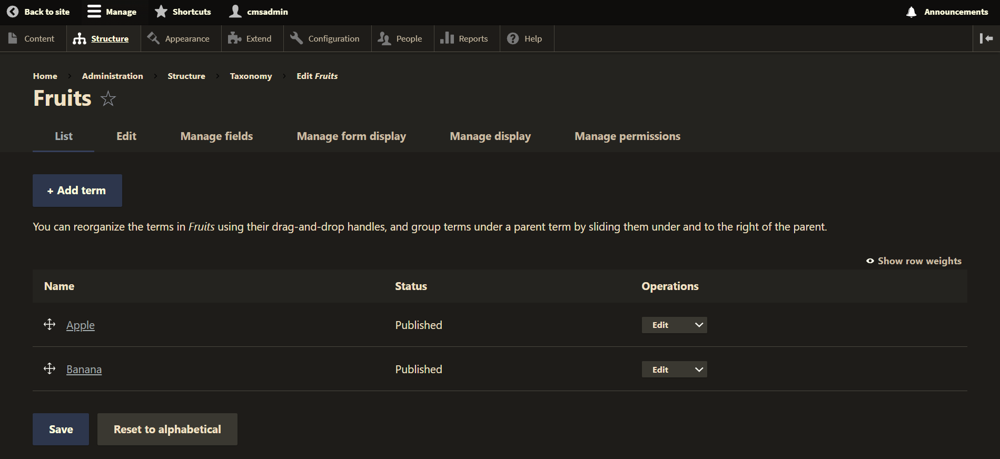 Back to site Manage Shortcuts cmsadmin Announcements
Content Structure Appearance Extend Configuration People Reports Help
Home Administration Structure Taxonomy Edit Fruits
Fruits
List Edit Manage fields Manage form display Manage display Manage permissions
+ Add term
You can reorganize the terms in Fruits using their drag-and-drop handles, and group terms under a parent term by sliding them under and to the right of the parent.
Show row weights
Name Status Operations
Apple Published Edit
Banana Published Edit
Save Reset to alphabetical